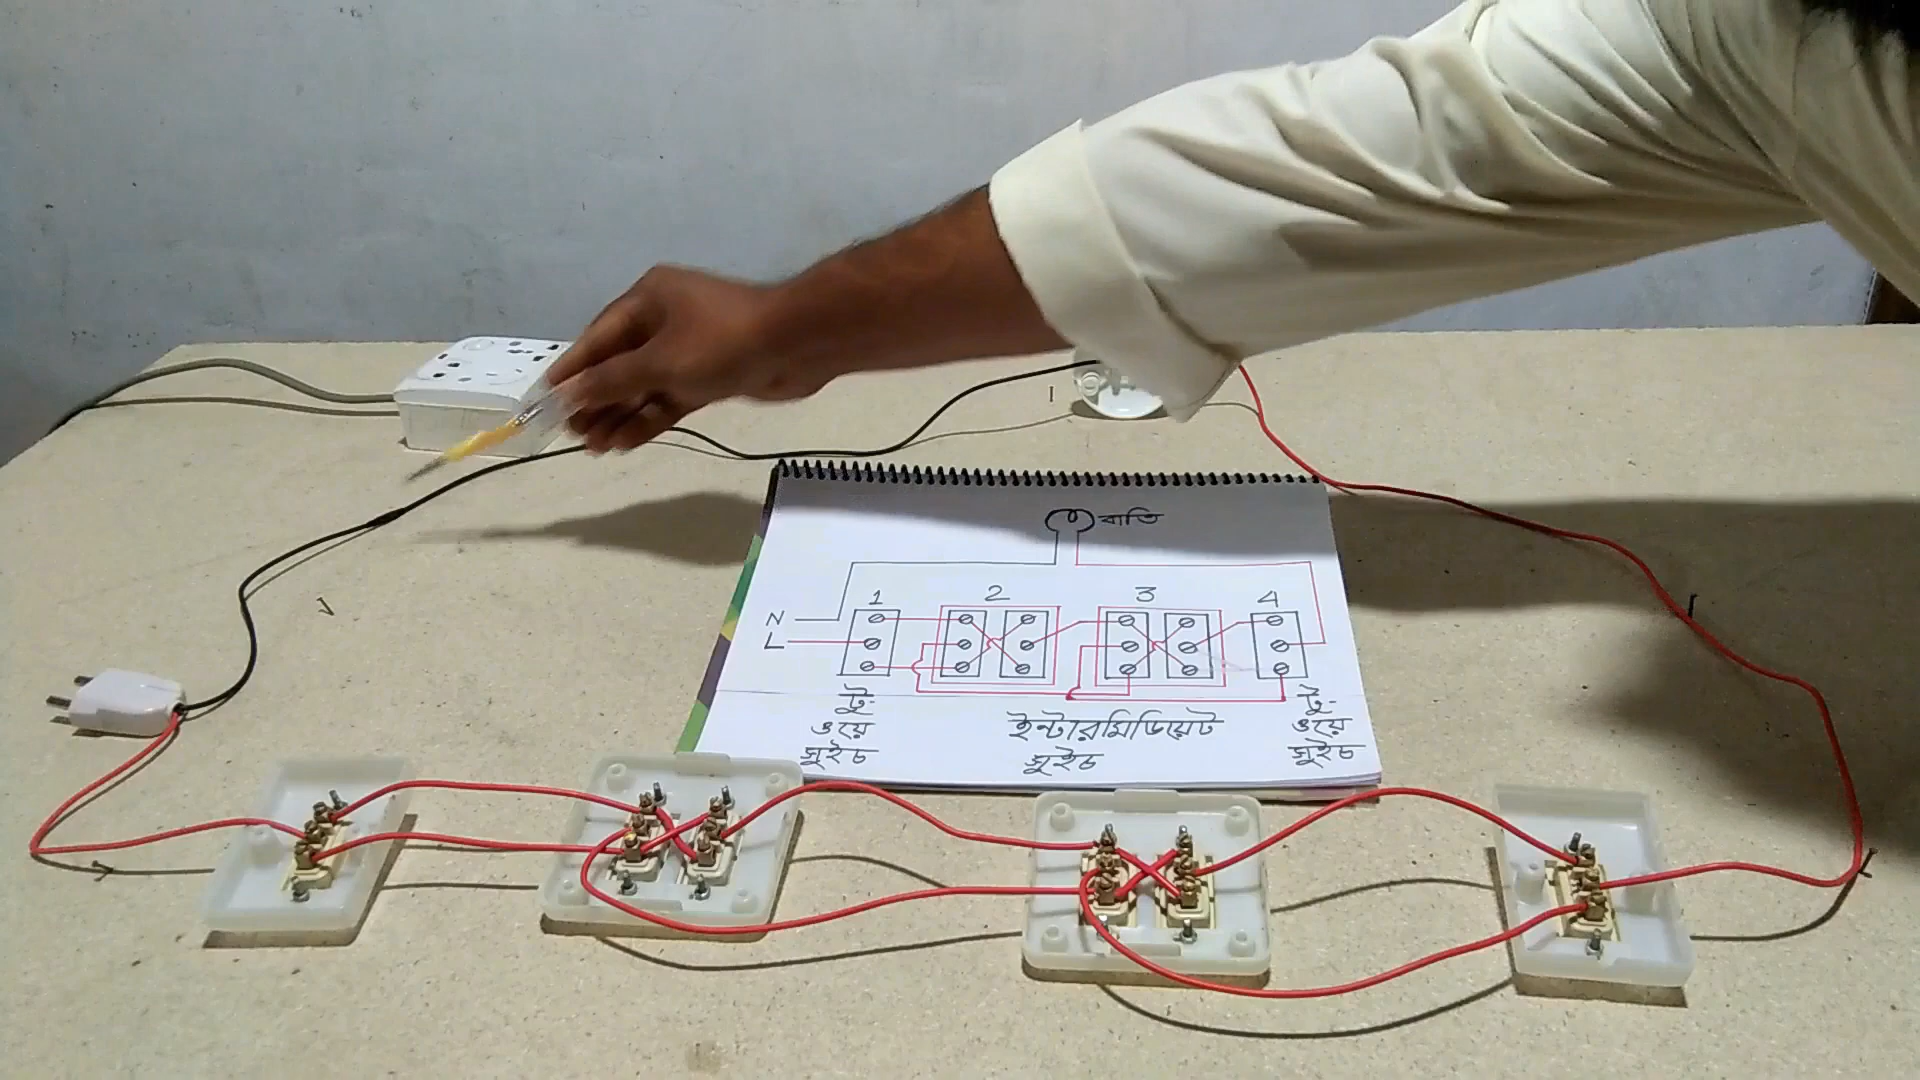 বাতি
1 2 3 4
N
L
টু-
ওয়ে
সুইচ
ইন্টারমিডিয়েট
সুইচ
টু-
ওয়ে
সুইচ